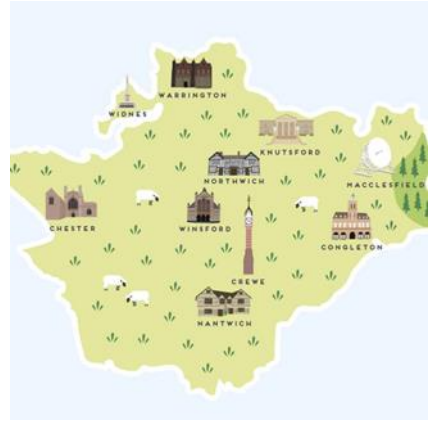 WARRINGTON
WIDNES
KNUTSFORD
NORTHWICH
MACCLESFIELD
CHESTER
WINSFORD
CONGLETON
CREWE
NANTWICH